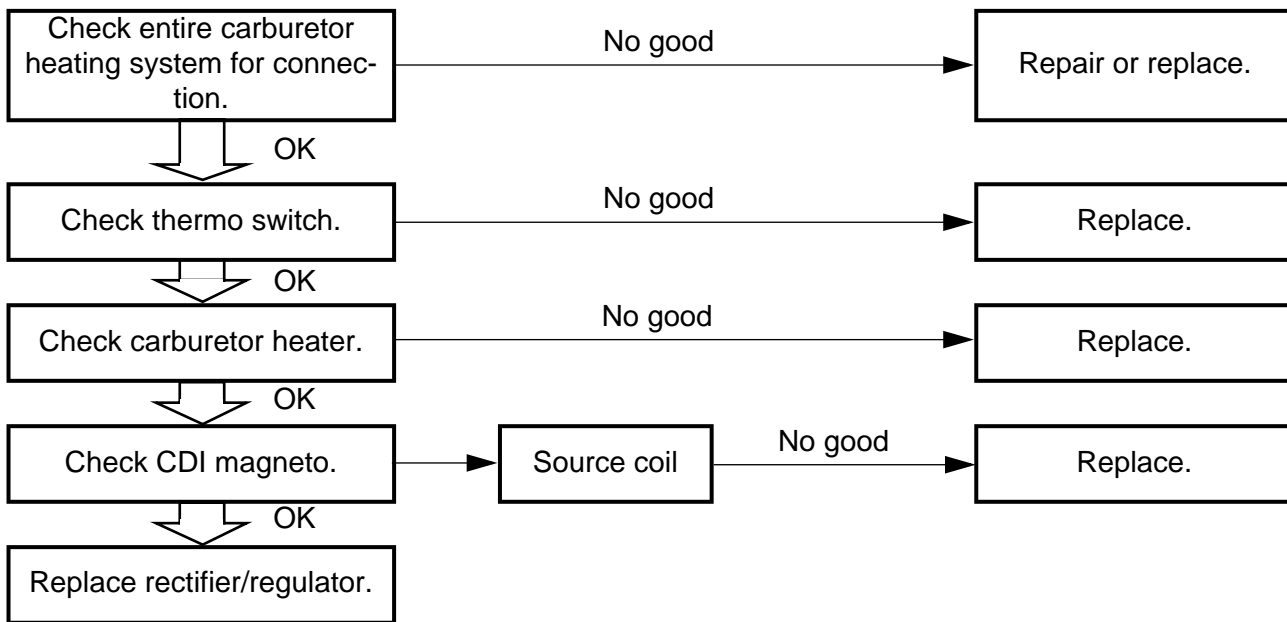 Check entire carburetor
heating system for connec-
tion.
No good
Repair or replace.
OK
Check thermo switch.
No good
Replace.
OK
Check carburetor heater.
No good
Replace.
OK
Check CDI magneto.
Source coil
No good
Replace.
OK
Replace rectifier/regulator.